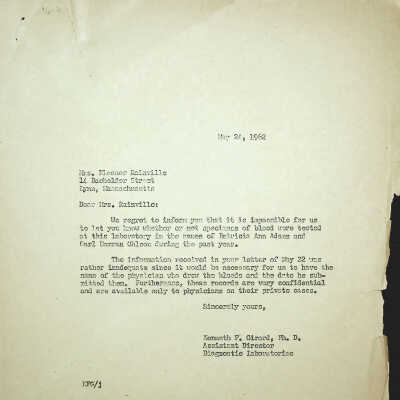 May 24, 1962
Mrs. Eleanor Rainville
14 Bachelder Street
Lynn, Massachusetts
Dear Mrs. Rainville:
We regret to inform you that it is impossible for us
to let you know whether or not specimens of blood were tested
at this laboratory in the names of Patricia Ann Adams and
Carl Herman Ohlson during the past year.
The information received in your letter of May 22 was
rather inadequate since it would be necessary for us to have the
name of the physician who drew the bloods and the date he sub-
mitted them. Furthermore, these records are very confidential
and are available only to physicians on their private cases.
Sincerely yours,
Kenneth F. Girard, Ph. D.
Assistant Director
Diagnostic Laboratories
KFG/j